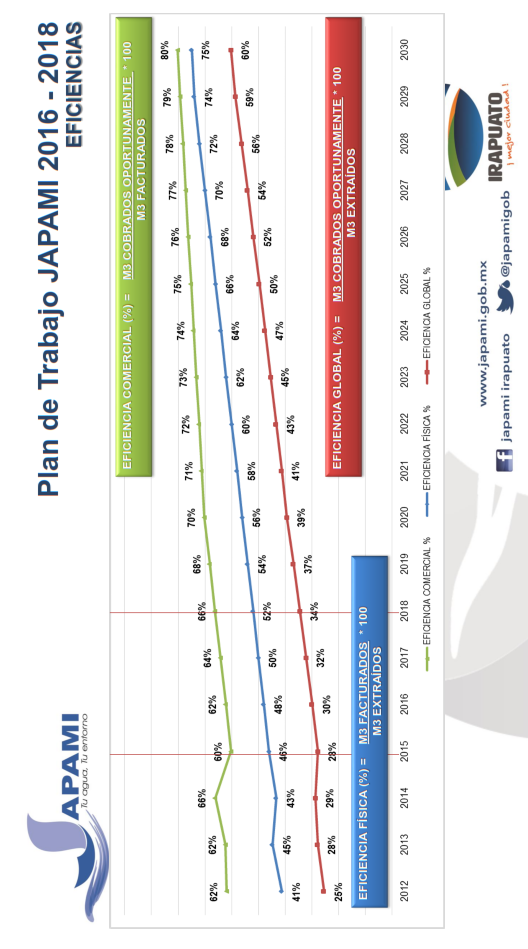 JAPAMI
Tu agua, Tu entorno
Plan de Trabajo JAPAMI 2016 - 2018
EFICIENCIAS
EFICIENCIA COMERCIAL (%) = M3 COBRADOS OPORTUNAMENTE * 100
M3 FACTURADOS
62% 62% 66% 60% 62% 64% 66% 68% 70% 71% 72% 73% 74% 75% 76% 77% 78% 79% 80%
41% 45% 43% 46% 48% 50% 52% 54% 56% 58% 60% 62% 64% 66% 68% 70% 72% 74% 75%
25% 28% 29% 28% 30% 32% 34% 37% 39% 41% 43% 45% 47% 50% 52% 54% 56% 59% 60%
EFICIENCIA FÍSICA (%) = M3 FACTURADOS * 100
M3 EXTRAÍDOS
EFICIENCIA GLOBAL (%) = M3 COBRADOS OPORTUNAMENTE * 100
M3 EXTRAÍDOS
2012 2013 2014 2015 2016 2017 2018 2019 2020 2021 2022 2023 2024 2025 2026 2027 2028 2029 2030
EFICIENCIA COMERCIAL % EFICIENCIA FÍSICA % EFICIENCIA GLOBAL %
www.japami.gob.mx
f japami irapuato @japamigob
IRAPUATO
¡ mejor ciudad !